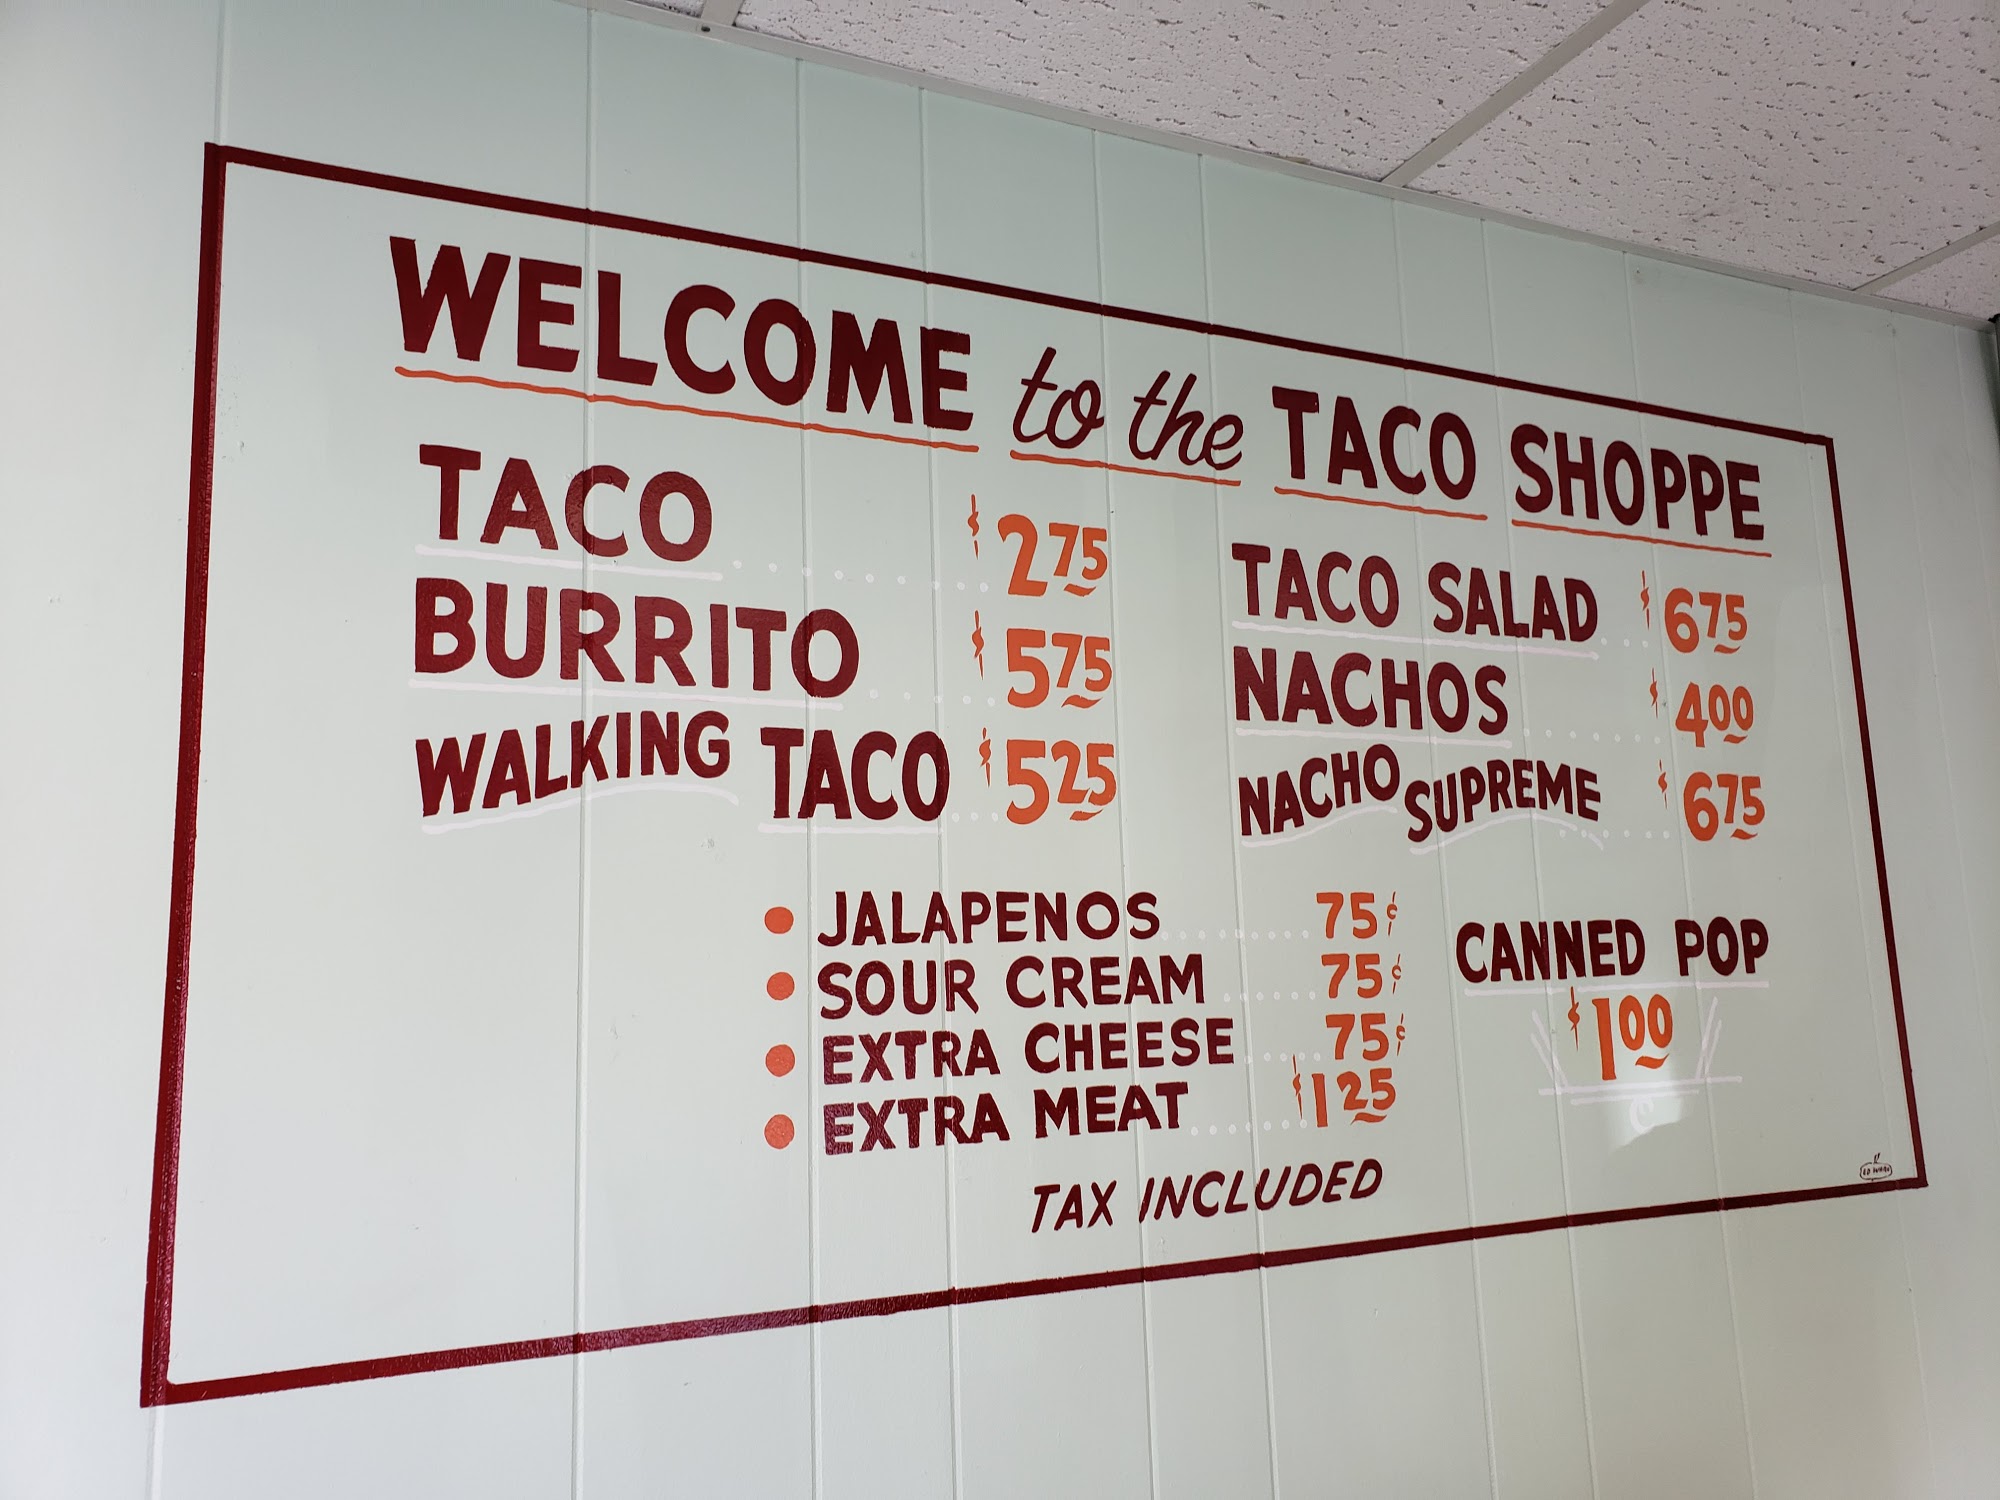 WELCOME to the TACO SHOPPE
TACO $2.75
BURRITO $5.75
WALKING TACO $5.25
TACO SALAD $6.75
NACHOS $4.00
NACHO SUPREME $6.75
• JALAPENOS 75¢
• SOUR CREAM 75¢
• EXTRA CHEESE 75¢
• EXTRA MEAT $1.25
CANNED POP
$1.00
TAX INCLUDED